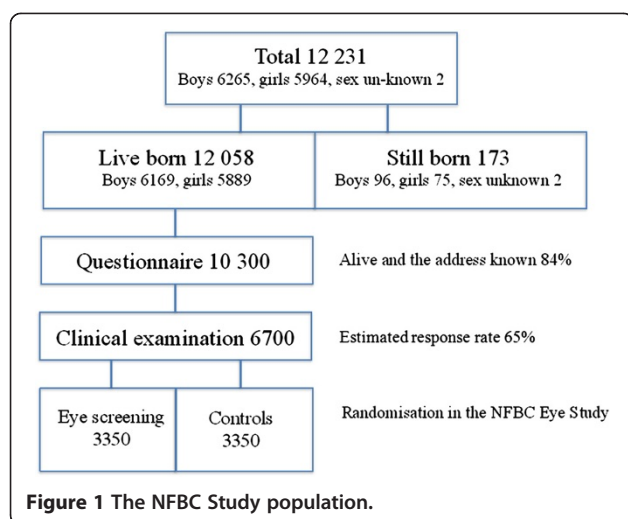 Total 12 231
Boys 6265, girls 5964, sex un-known 2
Live born 12 058
Boys 6169, girls 5889
Still born 173
Boys 96, girls 75, sex unknown 2
Questionnaire 10 300
Alive and the address known 84%
Clinical examination 6700
Estimated response rate 65%
Eye screening
3350
Controls
3350
Randomisation in the NFBC Eye Study
Figure 1 The NFBC Study population.